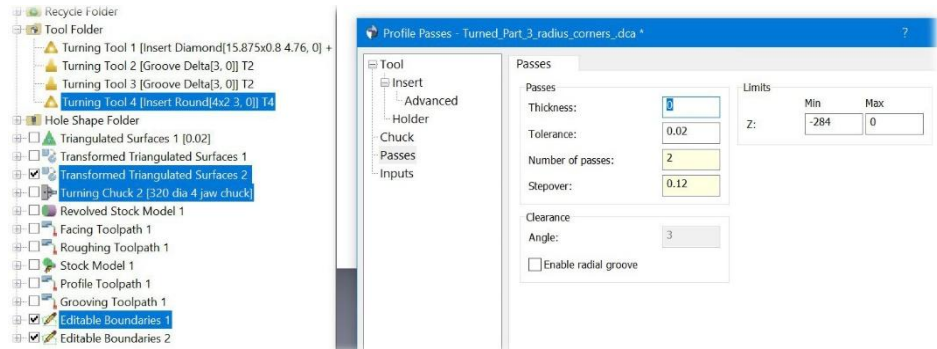 Recycle Folder
Tool Folder
Turning Tool 1 [Insert Diamond[15.875x0.8 4.76, 0] +
Turning Tool 2 [Groove Delta[3, 0]] T2
Turning Tool 3 [Groove Delta[3, 0]] T2
Turning Tool 4 [Insert Round[4x2 3, 0]] T4
Hole Shape Folder
Triangulated Surfaces 1 [0.02]
Transformed Triangulated Surfaces 1
Transformed Triangulated Surfaces 2
Turning Chuck 2 [320 dia 4 jaw chuck]
Revolved Stock Model 1
Facing Toolpath 1
Roughing Toolpath 1
Stock Model 1
Profile Toolpath 1
Grooving Toolpath 1
Editable Boundaries 1
Editable Boundaries 2
Profile Passes - Turned_Part_3_radius_corners_.dca * ?
Tool
Insert
Advanced
Holder
Chuck
Passes
Inputs
Passes
Passes
Thickness: 0
Tolerance: 0.02
Number of passes: 2
Stepover: 0.12
Clearance
Angle: 3
Enable radial groove
Limits
Min Max
Z: -284 0